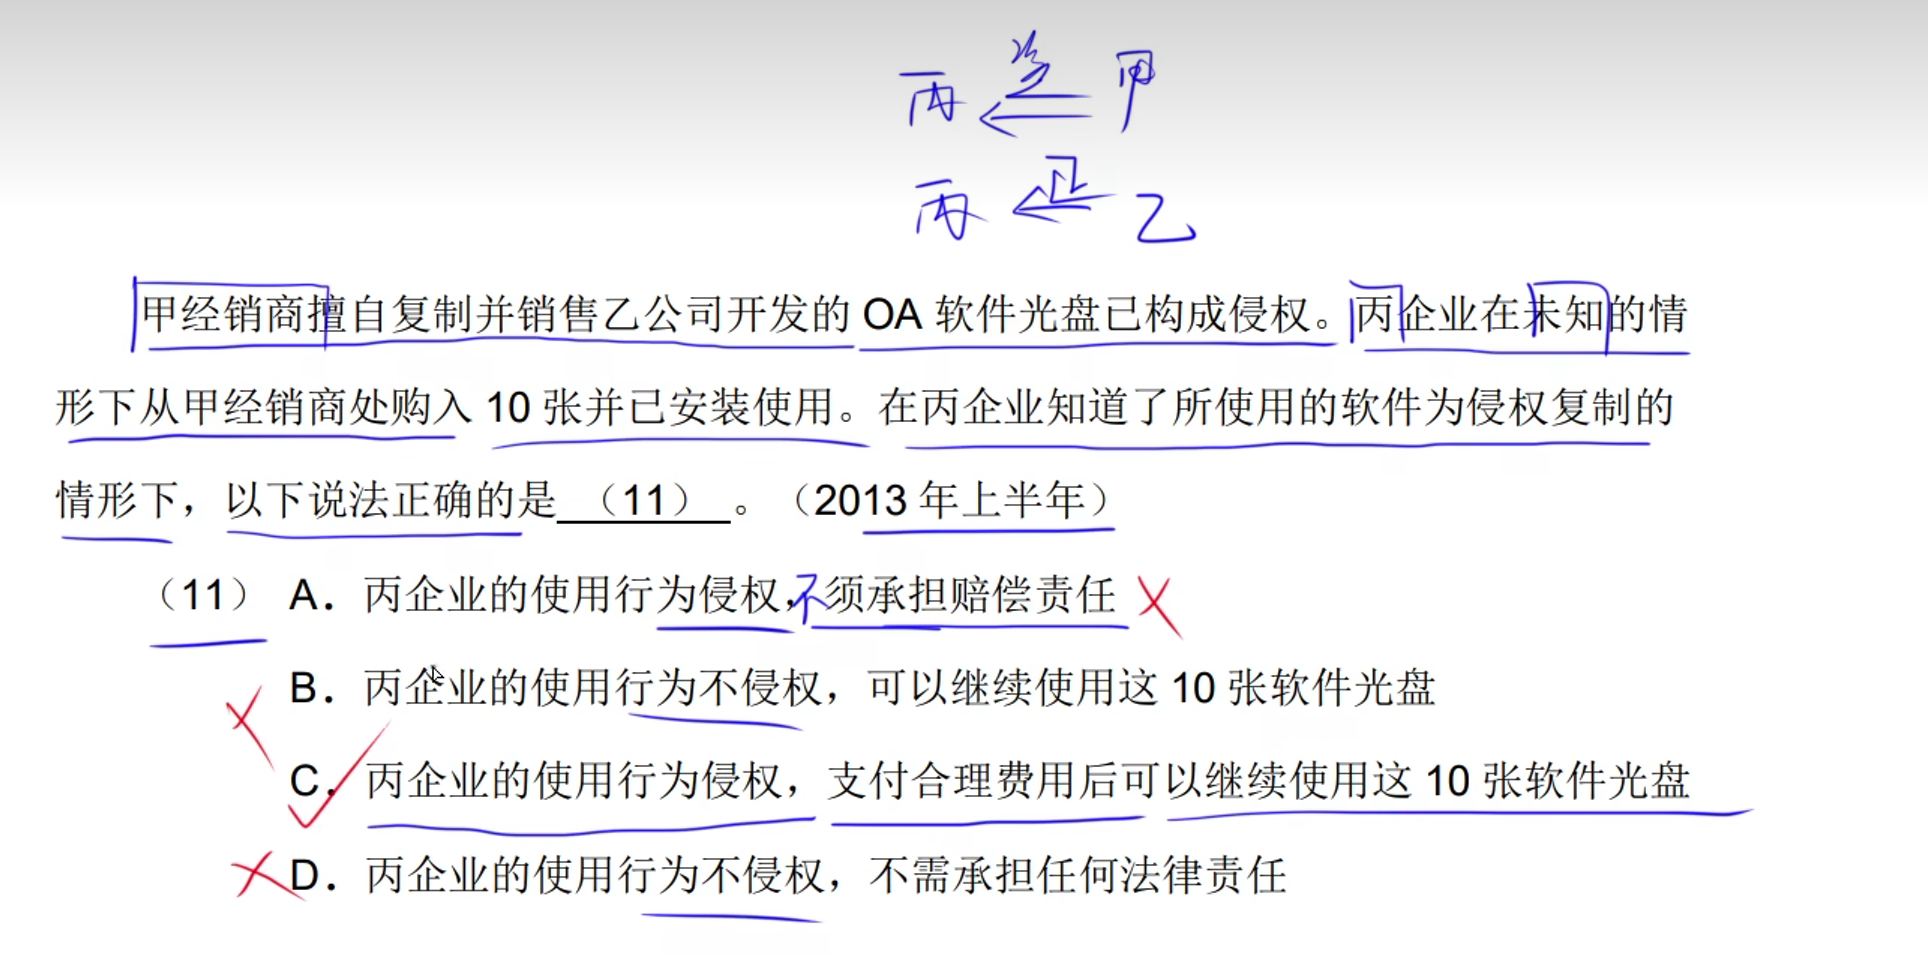 丙 盗 甲
丙 正 乙
甲经销商擅自复制并销售乙公司开发的 OA 软件光盘已构成侵权。丙企业在未知的情
形下从甲经销商处购入 10 张并已安装使用。在丙企业知道了所使用的软件为侵权复制的
情形下，以下说法正确的是 （11） 。（2013 年上半年）
（11） A. 丙企业的使用行为侵权，不须承担赔偿责任
B. 丙企业的使用行为不侵权，可以继续使用这 10 张软件光盘
C. 丙企业的使用行为侵权，支付合理费用后可以继续使用这 10 张软件光盘
D. 丙企业的使用行为不侵权，不需承担任何法律责任